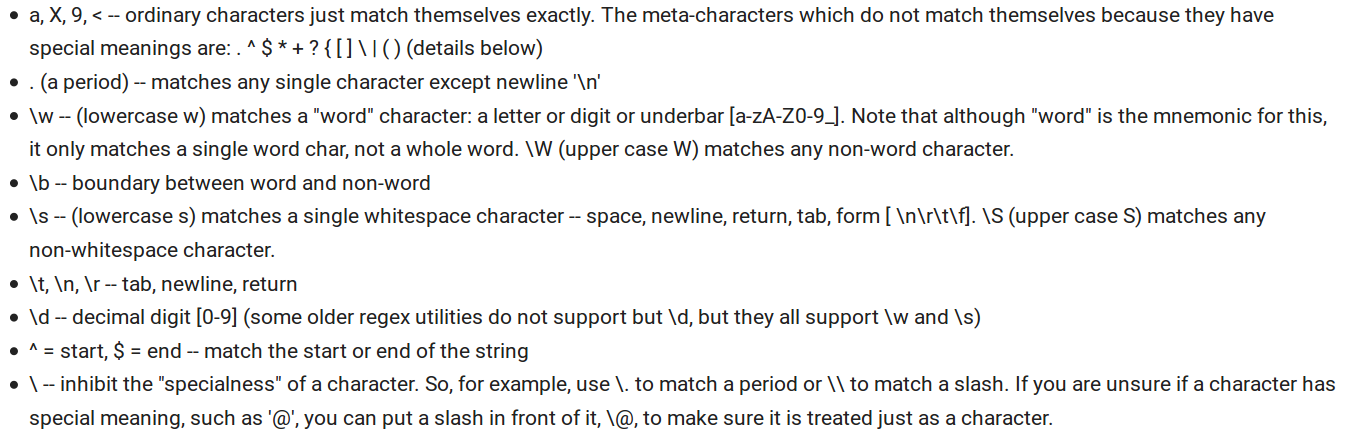 • a, X, 9, < -- ordinary characters just match themselves exactly. The meta-characters which do not match themselves because they have
special meanings are: . ^ $ * + ? { [ ] \ | ( ) (details below)
• . (a period) -- matches any single character except newline '\n'
• \w -- (lowercase w) matches a "word" character: a letter or digit or underbar [a-zA-Z0-9_]. Note that although "word" is the mnemonic for this,
it only matches a single word char, not a whole word. \W (upper case W) matches any non-word character.
• \b -- boundary between word and non-word
• \s -- (lowercase s) matches a single whitespace character -- space, newline, return, tab, form [ \n\r\t\f]. \S (upper case S) matches any
non-whitespace character.
• \t, \n, \r -- tab, newline, return
• \d -- decimal digit [0-9] (some older regex utilities do not support but \d, but they all support \w and \s)
• ^ = start, $ = end -- match the start or end of the string
• \ -- inhibit the "specialness" of a character. So, for example, use \. to match a period or \\ to match a slash. If you are unsure if a character has
special meaning, such as '@', you can put a slash in front of it, \@, to make sure it is treated just as a character.